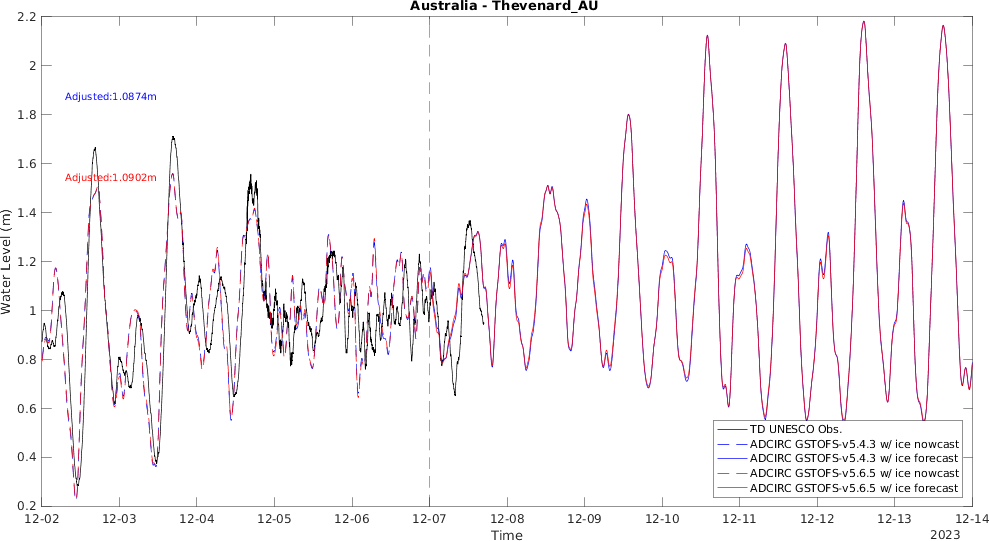 Australia - Thevenard_AU
2.2
2
1.8
1.6
1.4
1.2
1
0.8
0.6
0.4
0.2
Water Level (m)
Adjusted:1.0874m
Adjusted:1.0902m
TD UNESCO Obs.
ADCIRC GSTOFS-v5.4.3 w/ ice nowcast
ADCIRC GSTOFS-v5.4.3 w/ ice forecast
ADCIRC GSTOFS-v5.6.5 w/ ice nowcast
ADCIRC GSTOFS-v5.6.5 w/ ice forecast
12-02 12-03 12-04 12-05 12-06 12-07 12-08 12-09 12-10 12-11 12-12 12-13 12-14
Time
2023